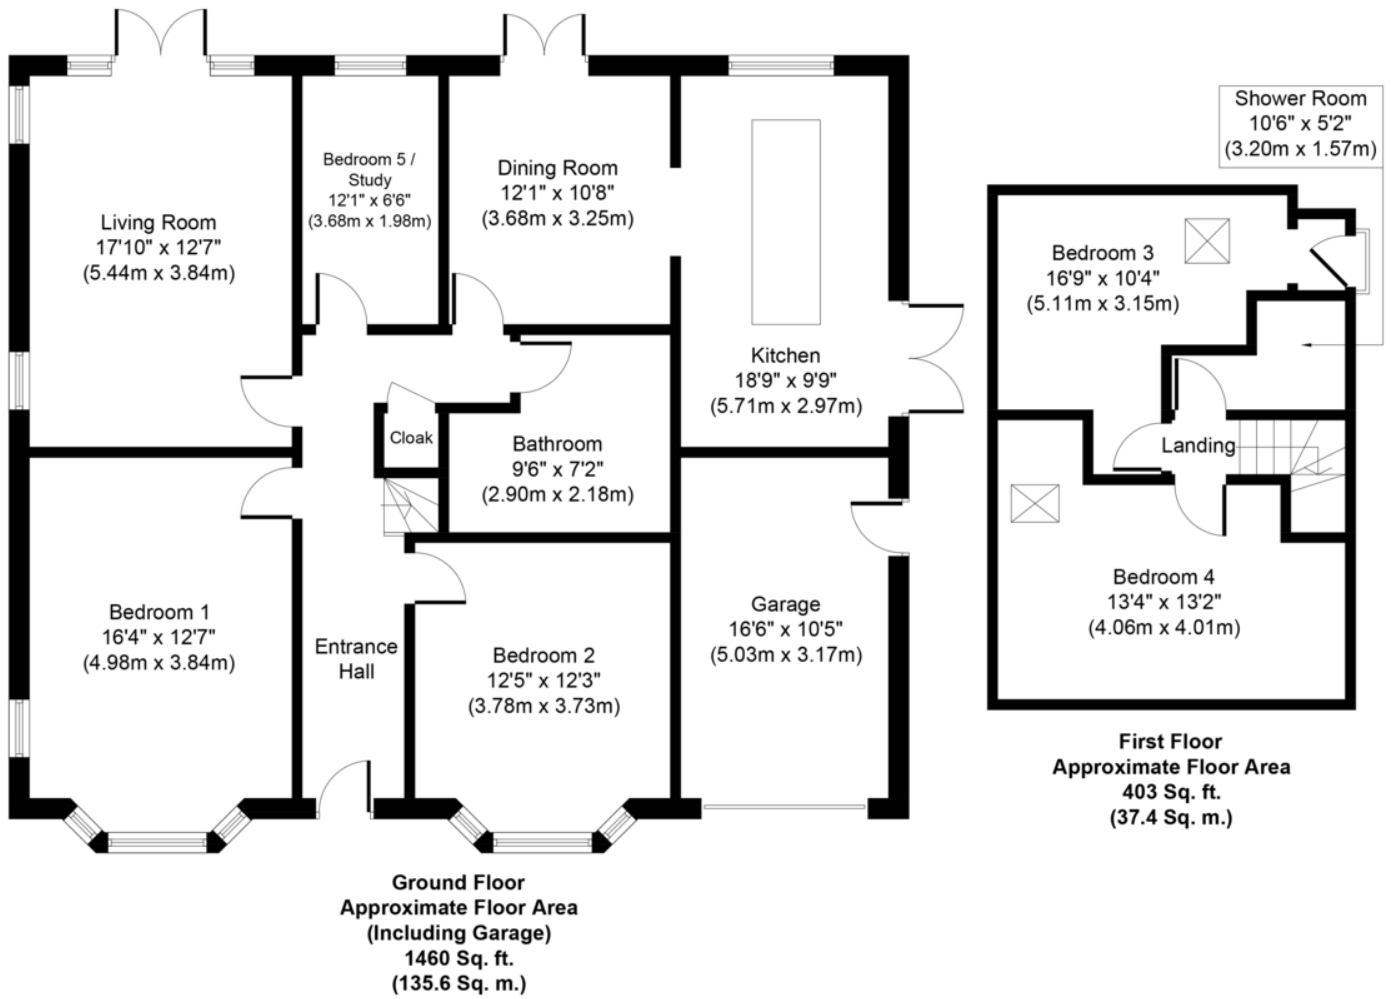 Shower Room
10'6" x 5'2"
(3.20m x 1.57m)
Bedroom 5 /
Study
12'1" x 6'6"
(3.68m x 1.98m)
Dining Room
12'1" x 10'8"
(3.68m x 3.25m)
Living Room
17'10" x 12'7"
(5.44m x 3.84m)
Bedroom 3
16'9" x 10'4"
(5.11m x 3.15m)
Kitchen
18'9" x 9'9"
(5.71m x 2.97m)
Cloak
Bathroom
9'6" x 7'2"
(2.90m x 2.18m)
Landing
Bedroom 1
16'4" x 12'7"
(4.98m x 3.84m)
Entrance
Hall
Bedroom 2
12'5" x 12'3"
(3.78m x 3.73m)
Garage
16'6" x 10'5"
(5.03m x 3.17m)
Bedroom 4
13'4" x 13'2"
(4.06m x 4.01m)
First Floor
Approximate Floor Area
403 Sq. ft.
(37.4 Sq. m.)
Ground Floor
Approximate Floor Area
(Including Garage)
1460 Sq. ft.
(135.6 Sq. m.)